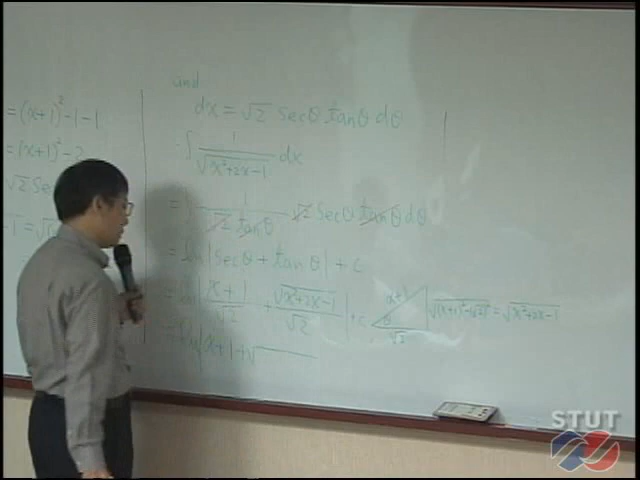 = (x+1)² -1-1
= (x+1)² -2
√2 Sec
-1 = √
and
dx = √2 Secθ tanθ dθ
∫ 1/√(x²+2x-1) dx
= ∫ 1/(√2 tanθ) √2 Secθ tanθ dθ
= ln|secθ + tanθ| + c
= ln|(x+1)/√2 + √(x²+2x-1)/√2| + c
x+1
θ
√2
√((x+1)²-(√2)²) = √(x²+2x-1)
= ln|x+1+√
STUT